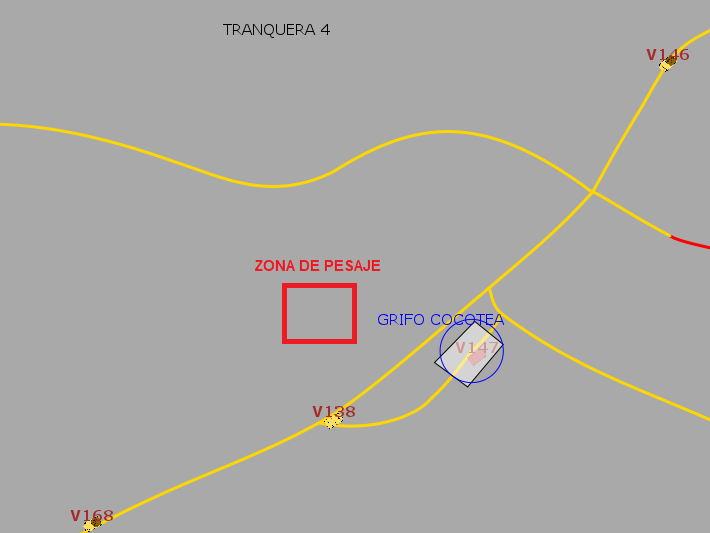 TRANQUERA 4
V146
ZONA DE PESAJE
GRIFO COCOTEA
V147
V138
V168